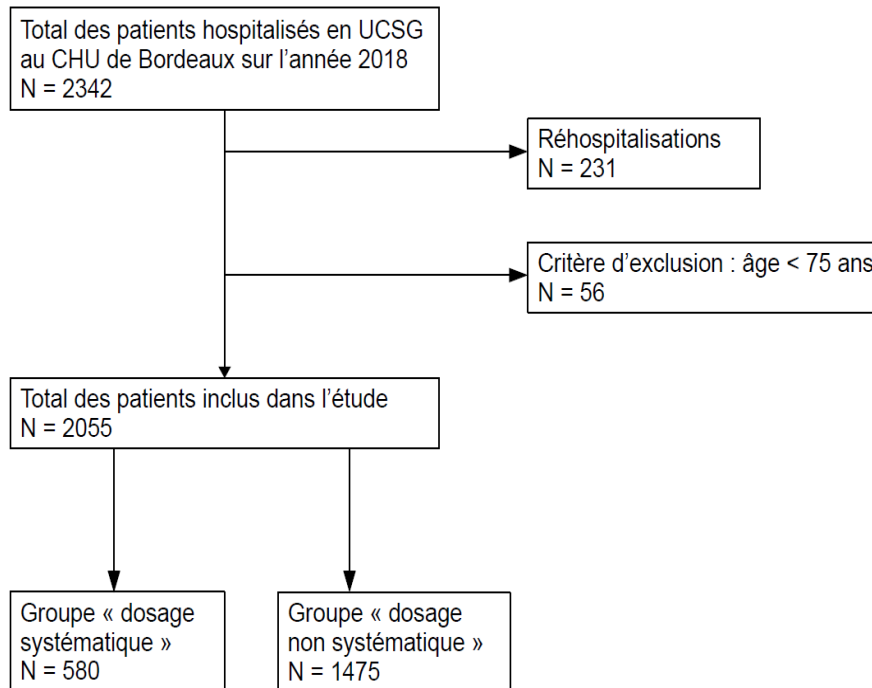 Total des patients hospitalisés en UCSG
au CHU de Bordeaux sur l’année 2018
N = 2342
Réhospitalisations
N = 231
Critère d’exclusion : âge < 75 ans
N = 56
Total des patients inclus dans l’étude
N = 2055
Groupe « dosage
systématique »
N = 580
Groupe « dosage
non systématique »
N = 1475